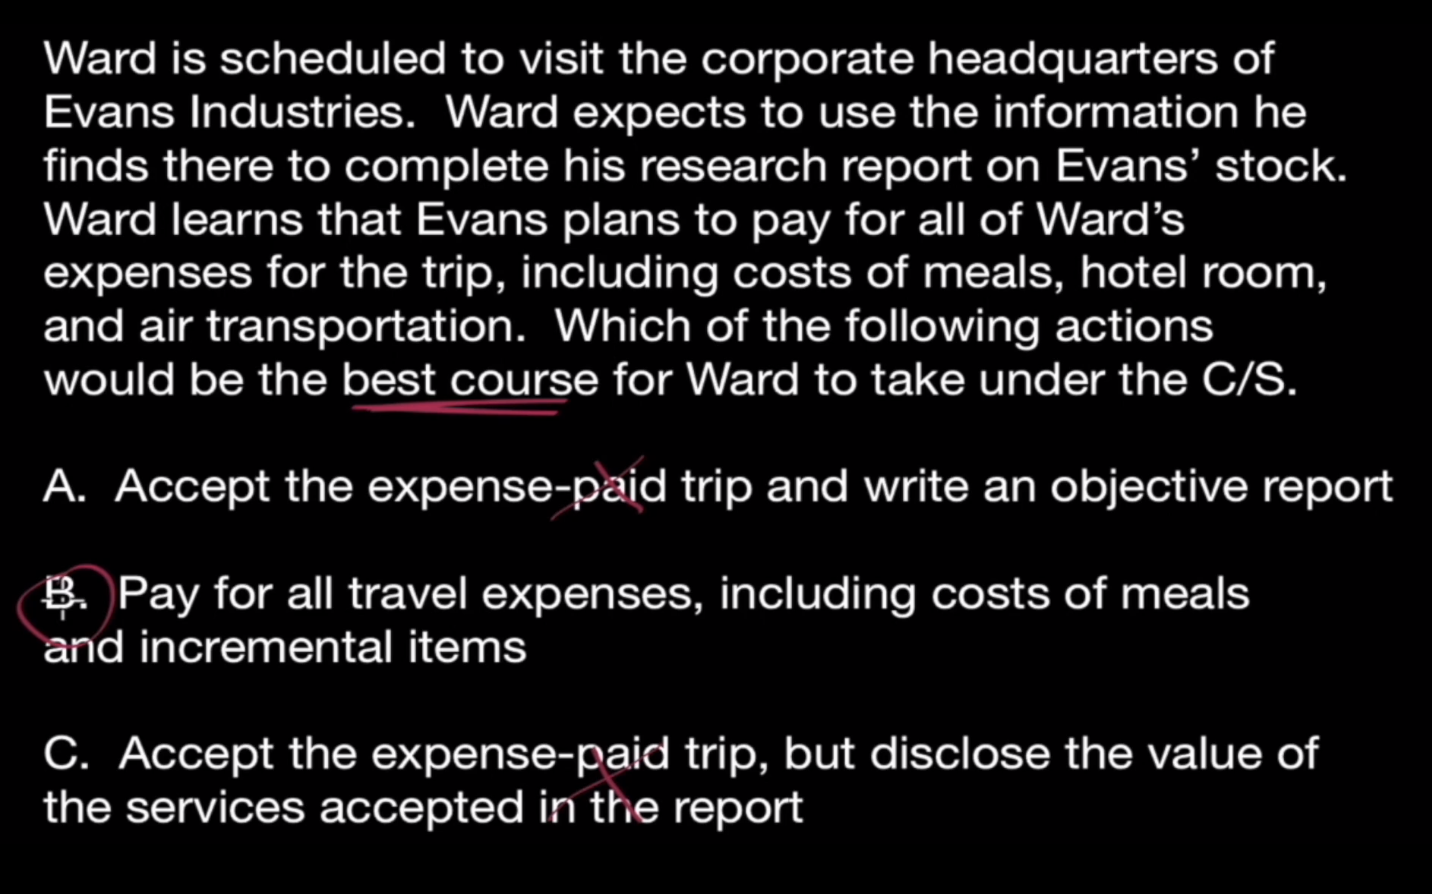 Ward is scheduled to visit the corporate headquarters of
Evans Industries.  Ward expects to use the information he
finds there to complete his research report on Evans’ stock.
Ward learns that Evans plans to pay for all of Ward’s
expenses for the trip, including costs of meals, hotel room,
and air transportation.  Which of the following actions
would be the best course for Ward to take under the C/S.
A.  Accept the expense-paid trip and write an objective report
B.  Pay for all travel expenses, including costs of meals
and incremental items
C.  Accept the expense-paid trip, but disclose the value of
the services accepted in the report